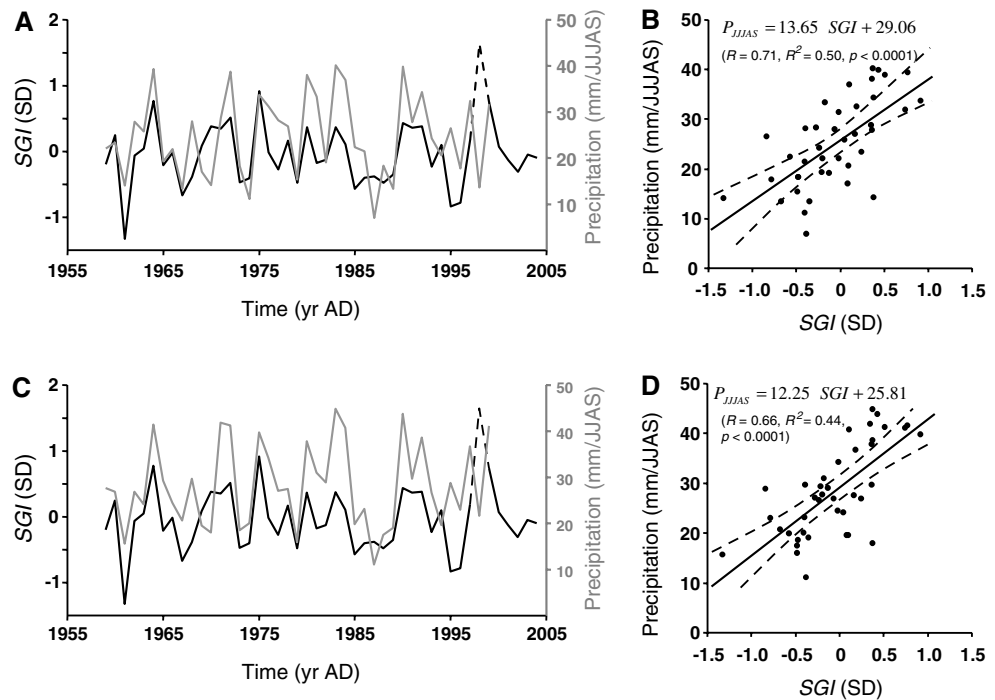 A
2
1
0
-1
SGI (SD)
50
40
30
20
10
Precipitation (mm/JJAS)
1955 1965 1975 1985 1995 2005
Time (yr AD)
B
P_JJJAS = 13.65 SGI + 29.06
(R = 0.71, R² = 0.50, p < 0.0001)
50
40
30
20
10
0
Precipitation (mm/JJAS)
-1.5 -1.0 -0.5 0 0.5 1.0 1.5
SGI (SD)
C
2
1
0
-1
SGI (SD)
50
40
30
20
10
Precipitation (mm/JJAS)
1955 1965 1975 1985 1995 2005
Time (yr AD)
D
P_JJJAS = 12.25 SGI + 25.81
(R = 0.66, R² = 0.44,
p < 0.0001)
50
40
30
20
10
0
Precipitation (mm/JJAS)
-1.5 -1.0 -0.5 0 0.5 1.0 1.5
SGI (SD)